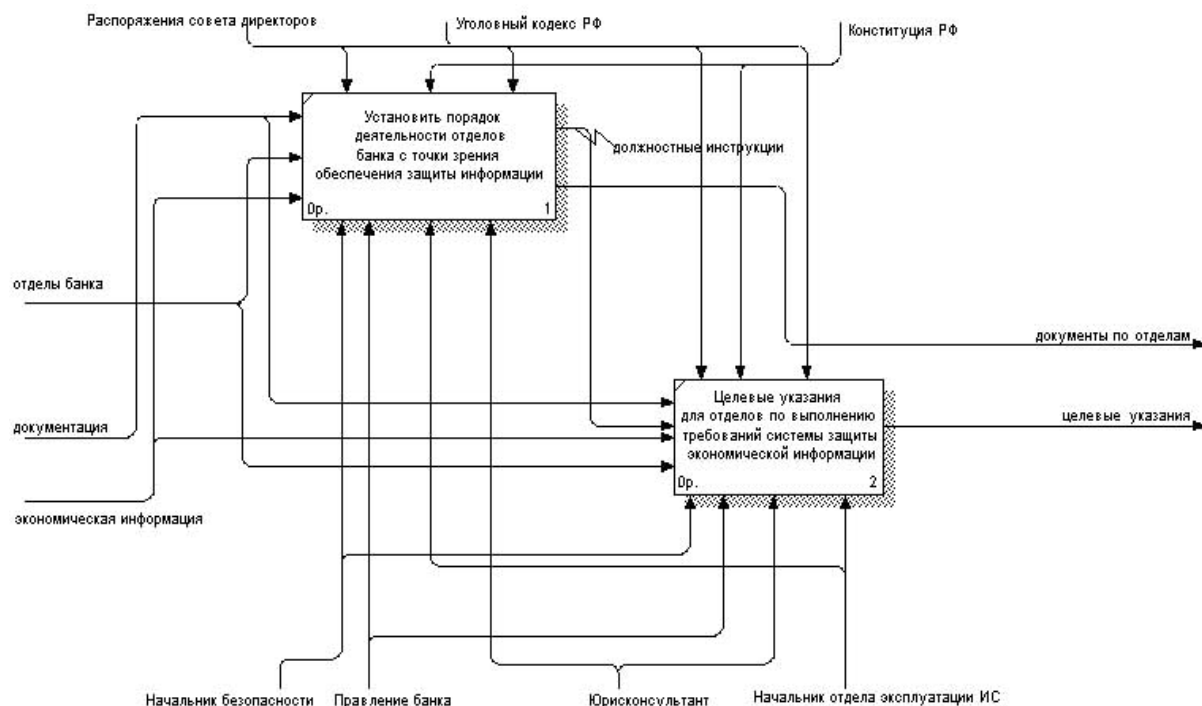 Распоряжения совета директоров
Уголовный кодекс РФ
Конституция РФ
Установить порядок
деятельности отделов
банка с точки зрения
обеспечения защиты информации
0р. 1
должностные инструкции
отделы банка
документы по отделам
Целевые указания
для отделов по выполнению
требований системы защиты
экономической информации
0р. 2
целевые указания
документация
экономическая информация
Начальник безопасности
Правление банка
Юрисконсультант
Начальник отдела эксплуатации ИС